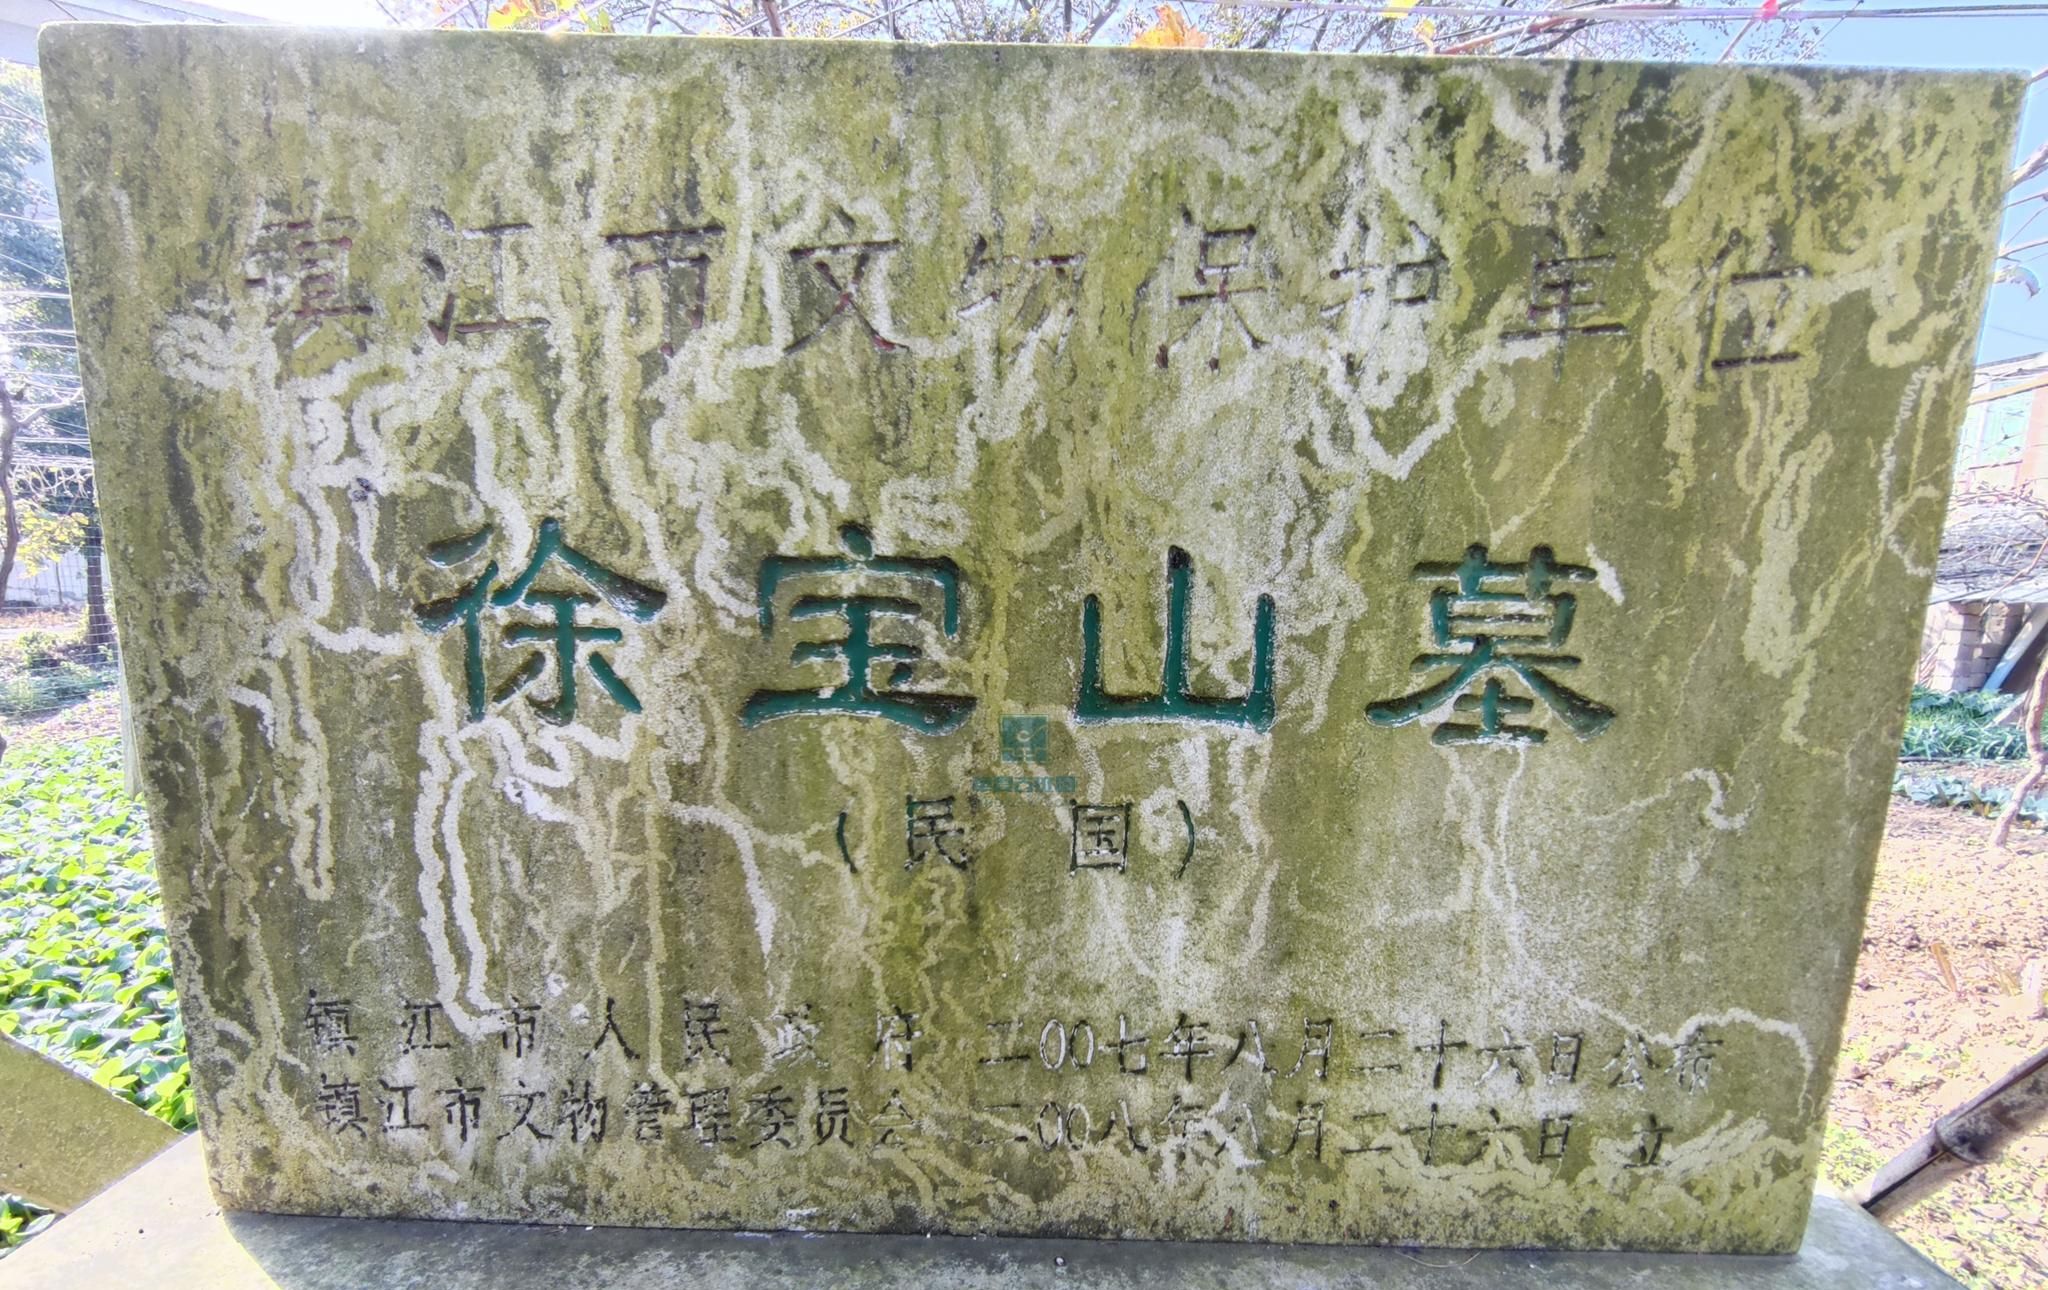 镇江市文物保护单位
徐宝山墓
(民国)
镇江市人民政府 二00七年八月二十六日公布
镇江市文物管理委员会 二00八年八月二十六日 立